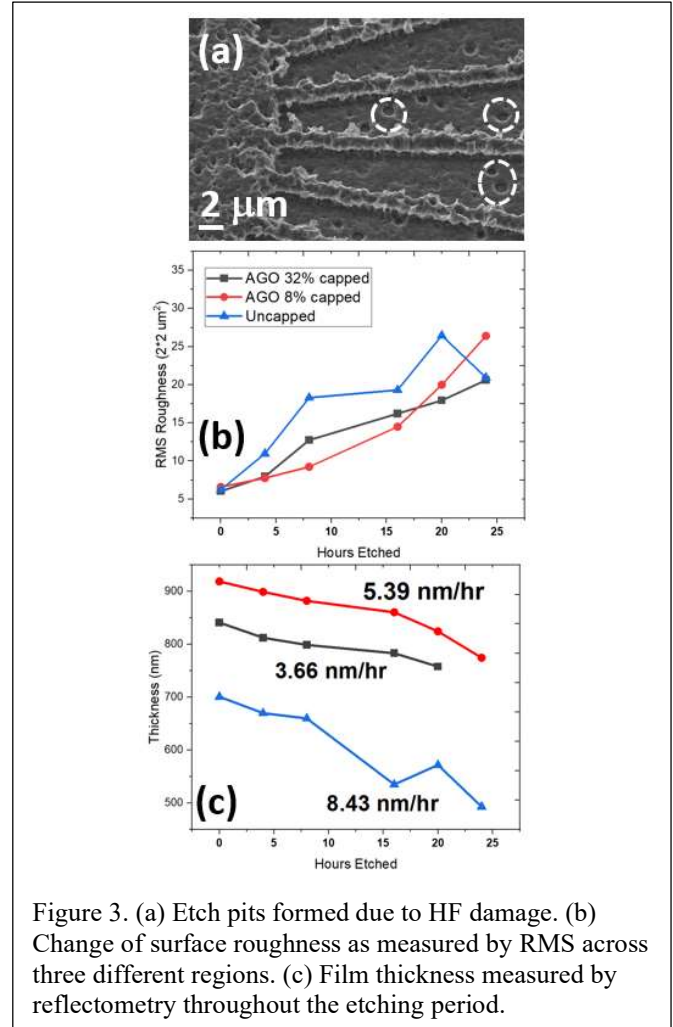 (a)
2 μm
35
30
25
20
15
10
5
RMS Roughness (2*2 um²)
AGO 32% capped
AGO 8% capped
Uncapped
(b)
0 5 10 15 20 25
Hours Etched
900
800
700
600
500
Thickness (nm)
5.39 nm/hr
3.66 nm/hr
8.43 nm/hr
(c)
0 5 10 15 20 25
Hours Etched
Figure 3. (a) Etch pits formed due to HF damage. (b)
Change of surface roughness as measured by RMS across
three different regions. (c) Film thickness measured by
reflectometry throughout the etching period.